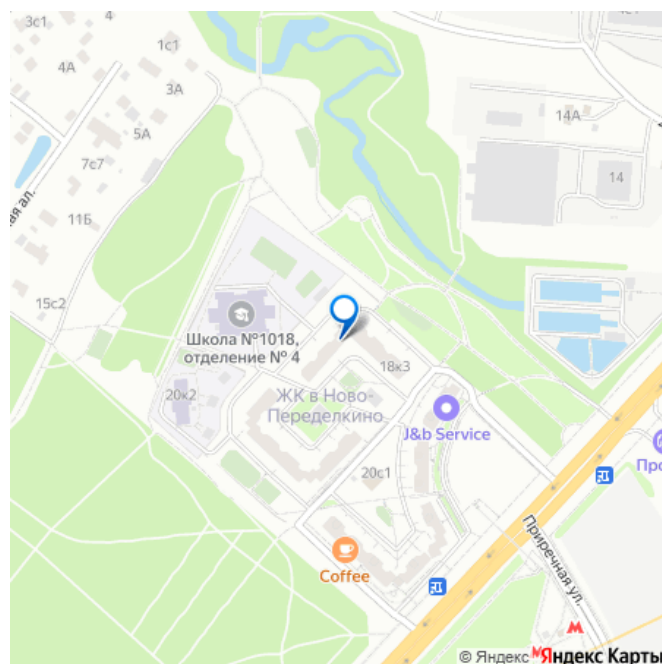 3с1
4
1с1
4А
3А
5А
7с7
11Б
15с2
14А
14
Школа №1018,
отделение № 4
20к2
18к3
ЖК в Ново-
Переделкино
J&b Service
20с1
Coffee
Приречная ул.
© Яндекс
Яндекс Карты